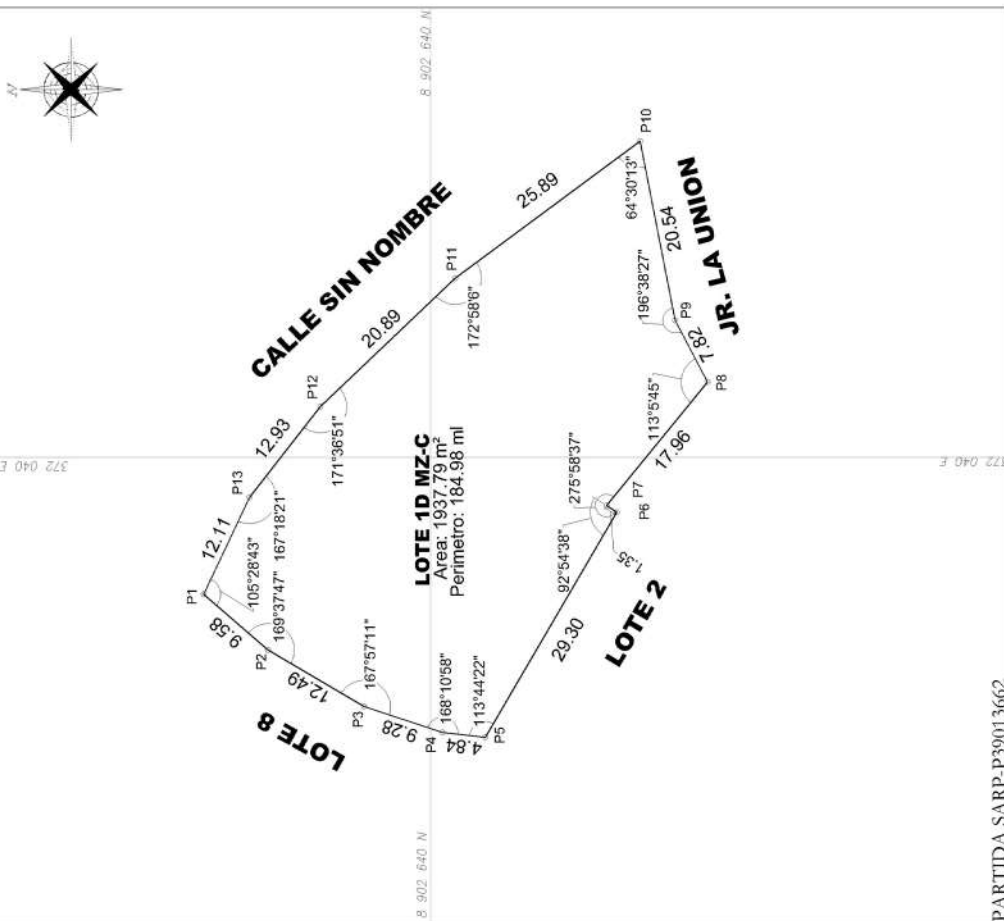 N
8 902 640 N
372 040 E
CALLE SIN NOMBRE
P1
12.11
P13
12.93
P12
20.89
P11
25.89
P10
105°28'43"
167°18'21"
171°36'51"
172°58'6"
64°30'13"
9.58
P2
169°37'47"
12.49
P3
167°57'11"
LOTE 8
9.28
P4
168°10'58"
4.84
P5
113°44'22"
LOTE 1D MZ-C
Area: 1937.79 m²
Perimetro: 184.98 ml
29.30
92°54'38"
275°58'37"
P7
P6
1.35
LOTE 2
17.96
113°5'45"
P8
7.82
P9
196°38'27"
20.54
JR. LA UNION
8 902 640 N
372 040 E
PARTIDA SARP-P39013662